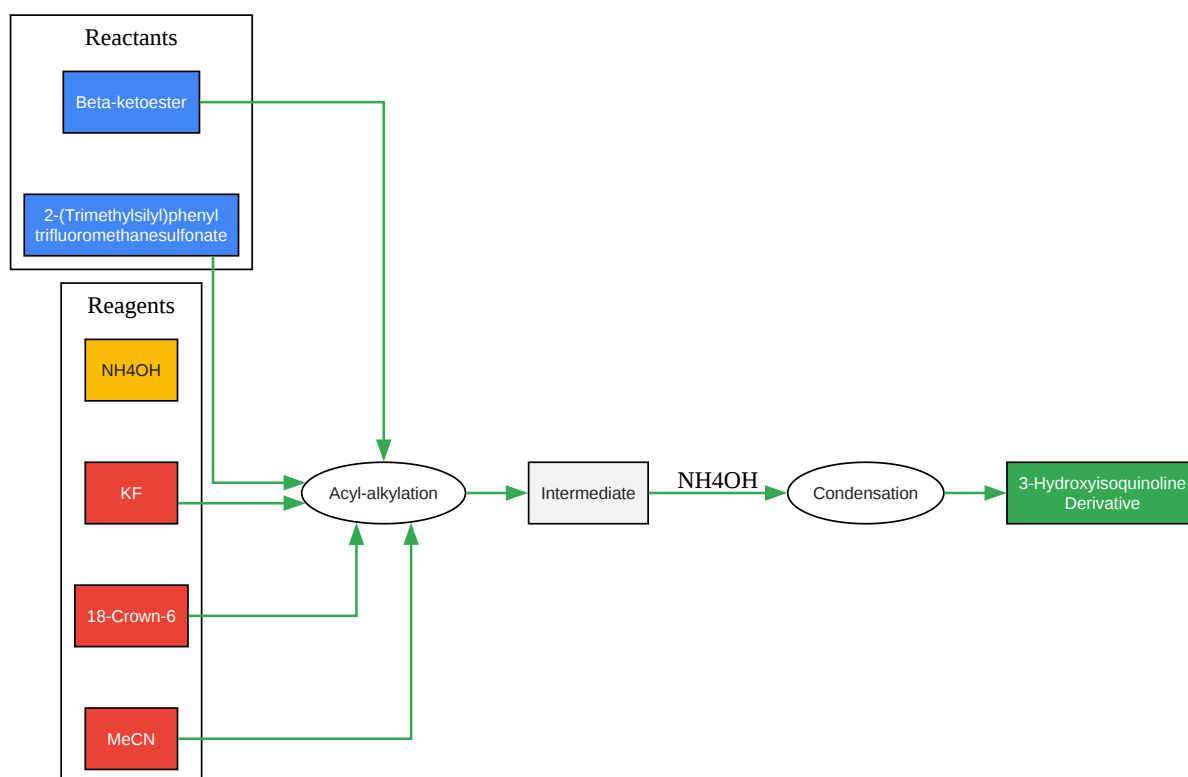 Reactants
Beta-ketoester
2-(Trimethylsilyl)phenyl
trifluoromethanesulfonate
Reagents
NH4OH
KF
18-Crown-6
MeCN
Acyl-alkylation
Intermediate
NH4OH
Condensation
3-Hydroxyisoquinoline
Derivative